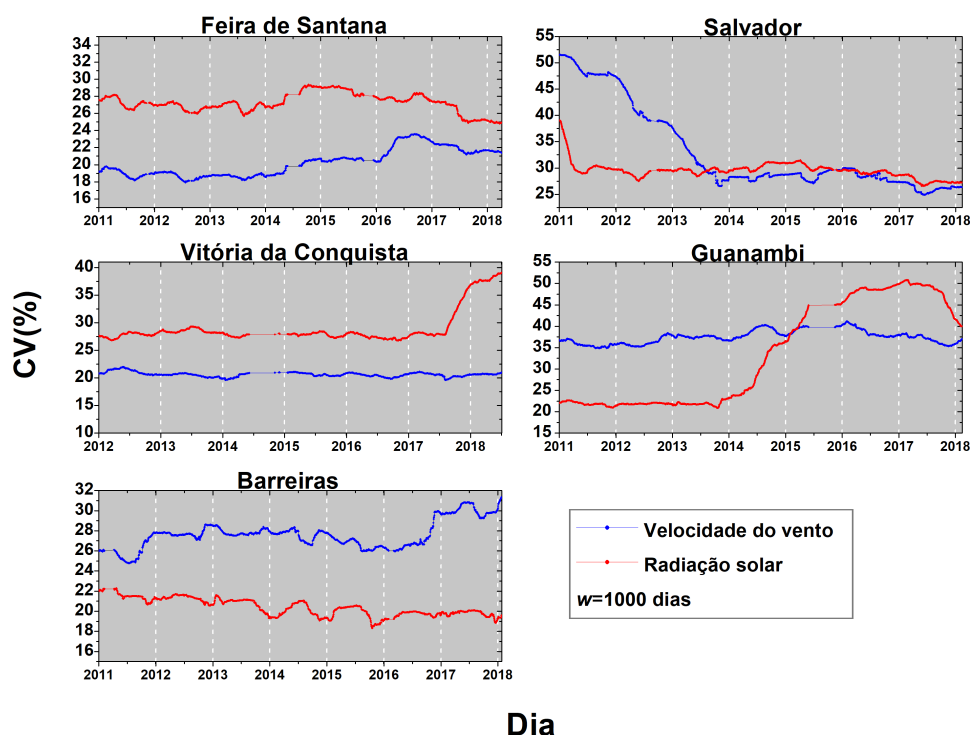 Feira de Santana
34
32
30
28
26
24
22
20
18
16
2011 2012 2013 2014 2015 2016 2017 2018
Salvador
55
50
45
40
35
30
25
2011 2012 2013 2014 2015 2016 2017 2018
CV(%)
Vitória da Conquista
40
35
30
25
20
15
10
2012 2013 2014 2015 2016 2017 2018
Guanambi
55
50
45
40
35
30
25
20
15
2011 2012 2013 2014 2015 2016 2017 2018
Barreiras
32
30
28
26
24
22
20
18
16
2011 2012 2013 2014 2015 2016 2017 2018
Velocidade do vento
Radiação solar
w=1000 dias
Dia